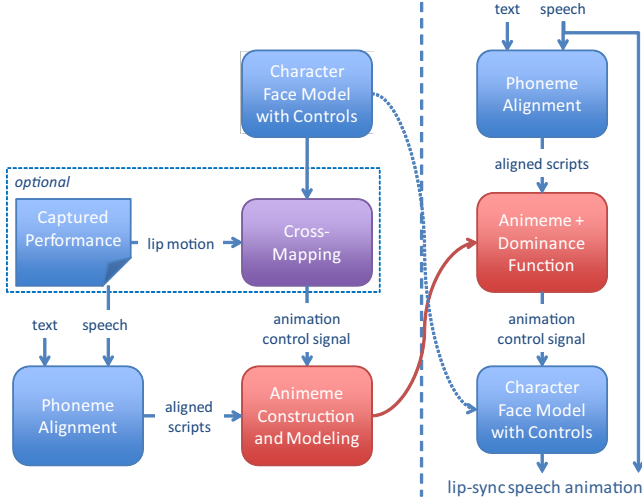 Character
Face Model
with Controls
optional
Captured
Performance
lip motion
Cross-
Mapping
text
speech
animation
control signal
Phoneme
Alignment
aligned
scripts
Animeme
Construction
and Modeling
text
speech
Phoneme
Alignment
aligned scripts
Animeme +
Dominance
Function
animation
control signal
Character
Face Model
with Controls
lip-sync speech animation